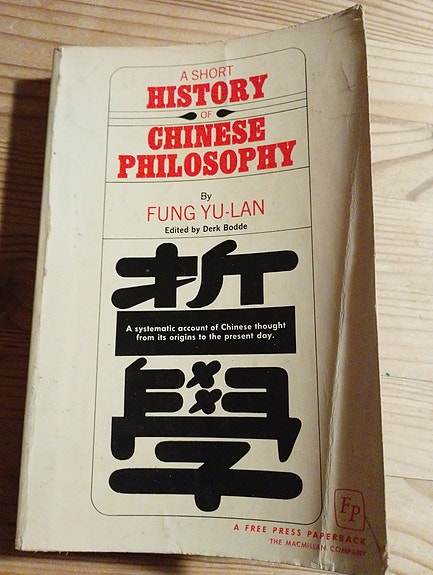 A SHORT
HISTORY
OF
CHINESE
PHILOSOPHY
By
FUNG YU-LAN
Edited by Derk Bodde
哲
A systematic account of Chinese thought
from its origins to the present day.
學
FP
A FREE PRESS PAPERBACK
THE MACMILLAN COMPANY